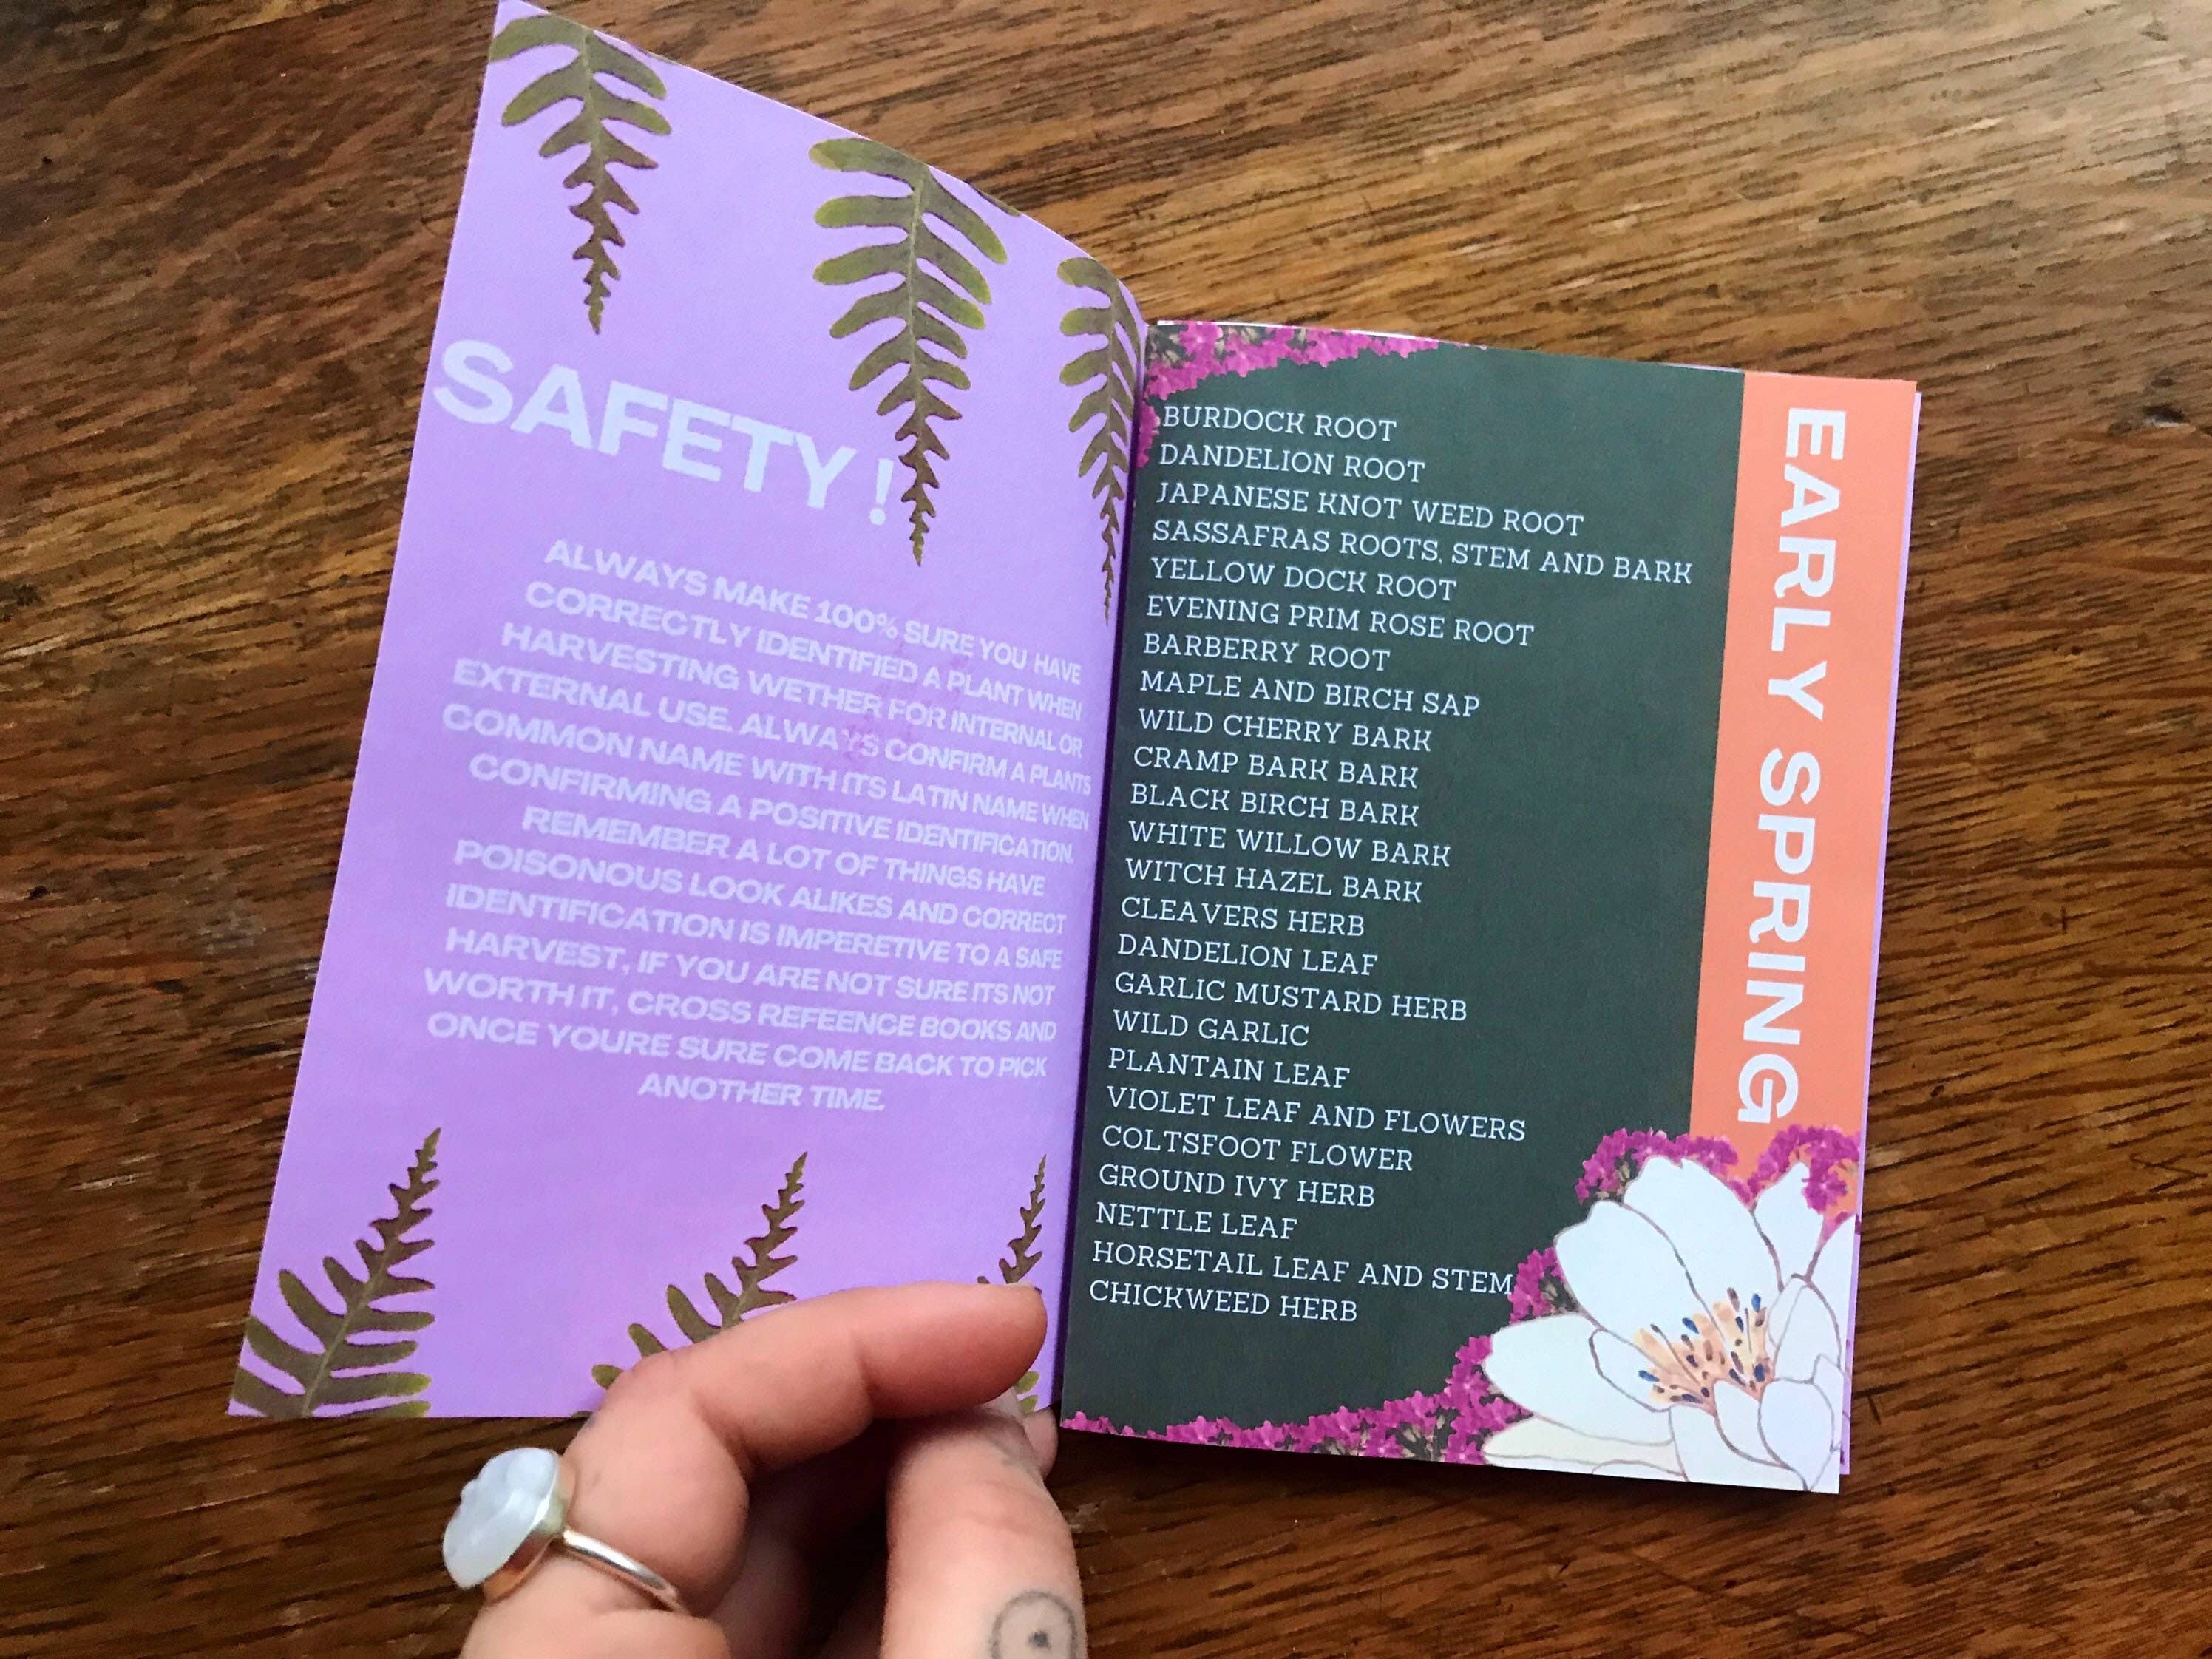 SAFETY !
ALWAYS MAKE 100% SURE YOU HAVE
CORRECTLY IDENTIFIED A PLANT WHEN
HARVESTING WETHER FOR INTERNAL OR
EXTERNAL USE. ALWAYS CONFIRM A PLANTS
COMMON NAME WITH ITS LATIN NAME WHEN
CONFIRMING A POSITIVE IDENTIFICATION.
REMEMBER A LOT OF THINGS HAVE
POISONOUS LOOK ALIKES AND CORRECT
IDENTIFICATION IS IMPERETIVE TO A SAFE
HARVEST, IF YOU ARE NOT SURE ITS NOT
WORTH IT, CROSS REFEENCE BOOKS AND
ONCE YOURE SURE COME BACK TO PICK
ANOTHER TIME.
BURDOCK ROOT
DANDELION ROOT
JAPANESE KNOT WEED ROOT
SASSAFRAS ROOTS, STEM AND BARK
YELLOW DOCK ROOT
EVENING PRIM ROSE ROOT
BARBERRY ROOT
MAPLE AND BIRCH SAP
WILD CHERRY BARK
CRAMP BARK BARK
BLACK BIRCH BARK
WHITE WILLOW BARK
WITCH HAZEL BARK
CLEAVERS HERB
DANDELION LEAF
GARLIC MUSTARD HERB
WILD GARLIC
PLANTAIN LEAF
VIOLET LEAF AND FLOWERS
COLTSFOOT FLOWER
GROUND IVY HERB
NETTLE LEAF
HORSETAIL LEAF AND STEM
CHICKWEED HERB
EARLY SPRING